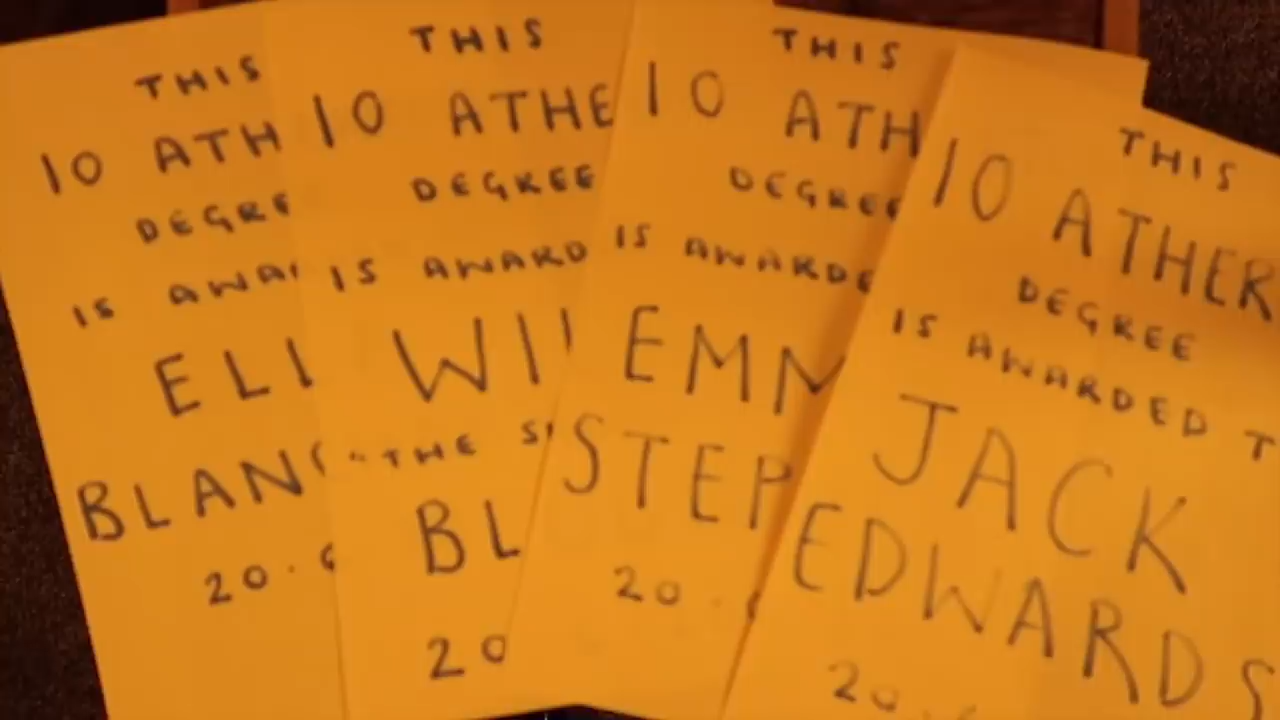 THIS
10 ATH
DEGRE
IS AWA
ELI
BLAN
20.
THIS
10 ATHE
DEGREE
IS AWARD
WI
"THE S
BL
20
THIS
10 ATH
DEGREE
IS AWARDE
EMM
STEP
20.
THIS
10 ATHER
DEGREE
IS AWARDED T
JACK
EDWARDS
20.